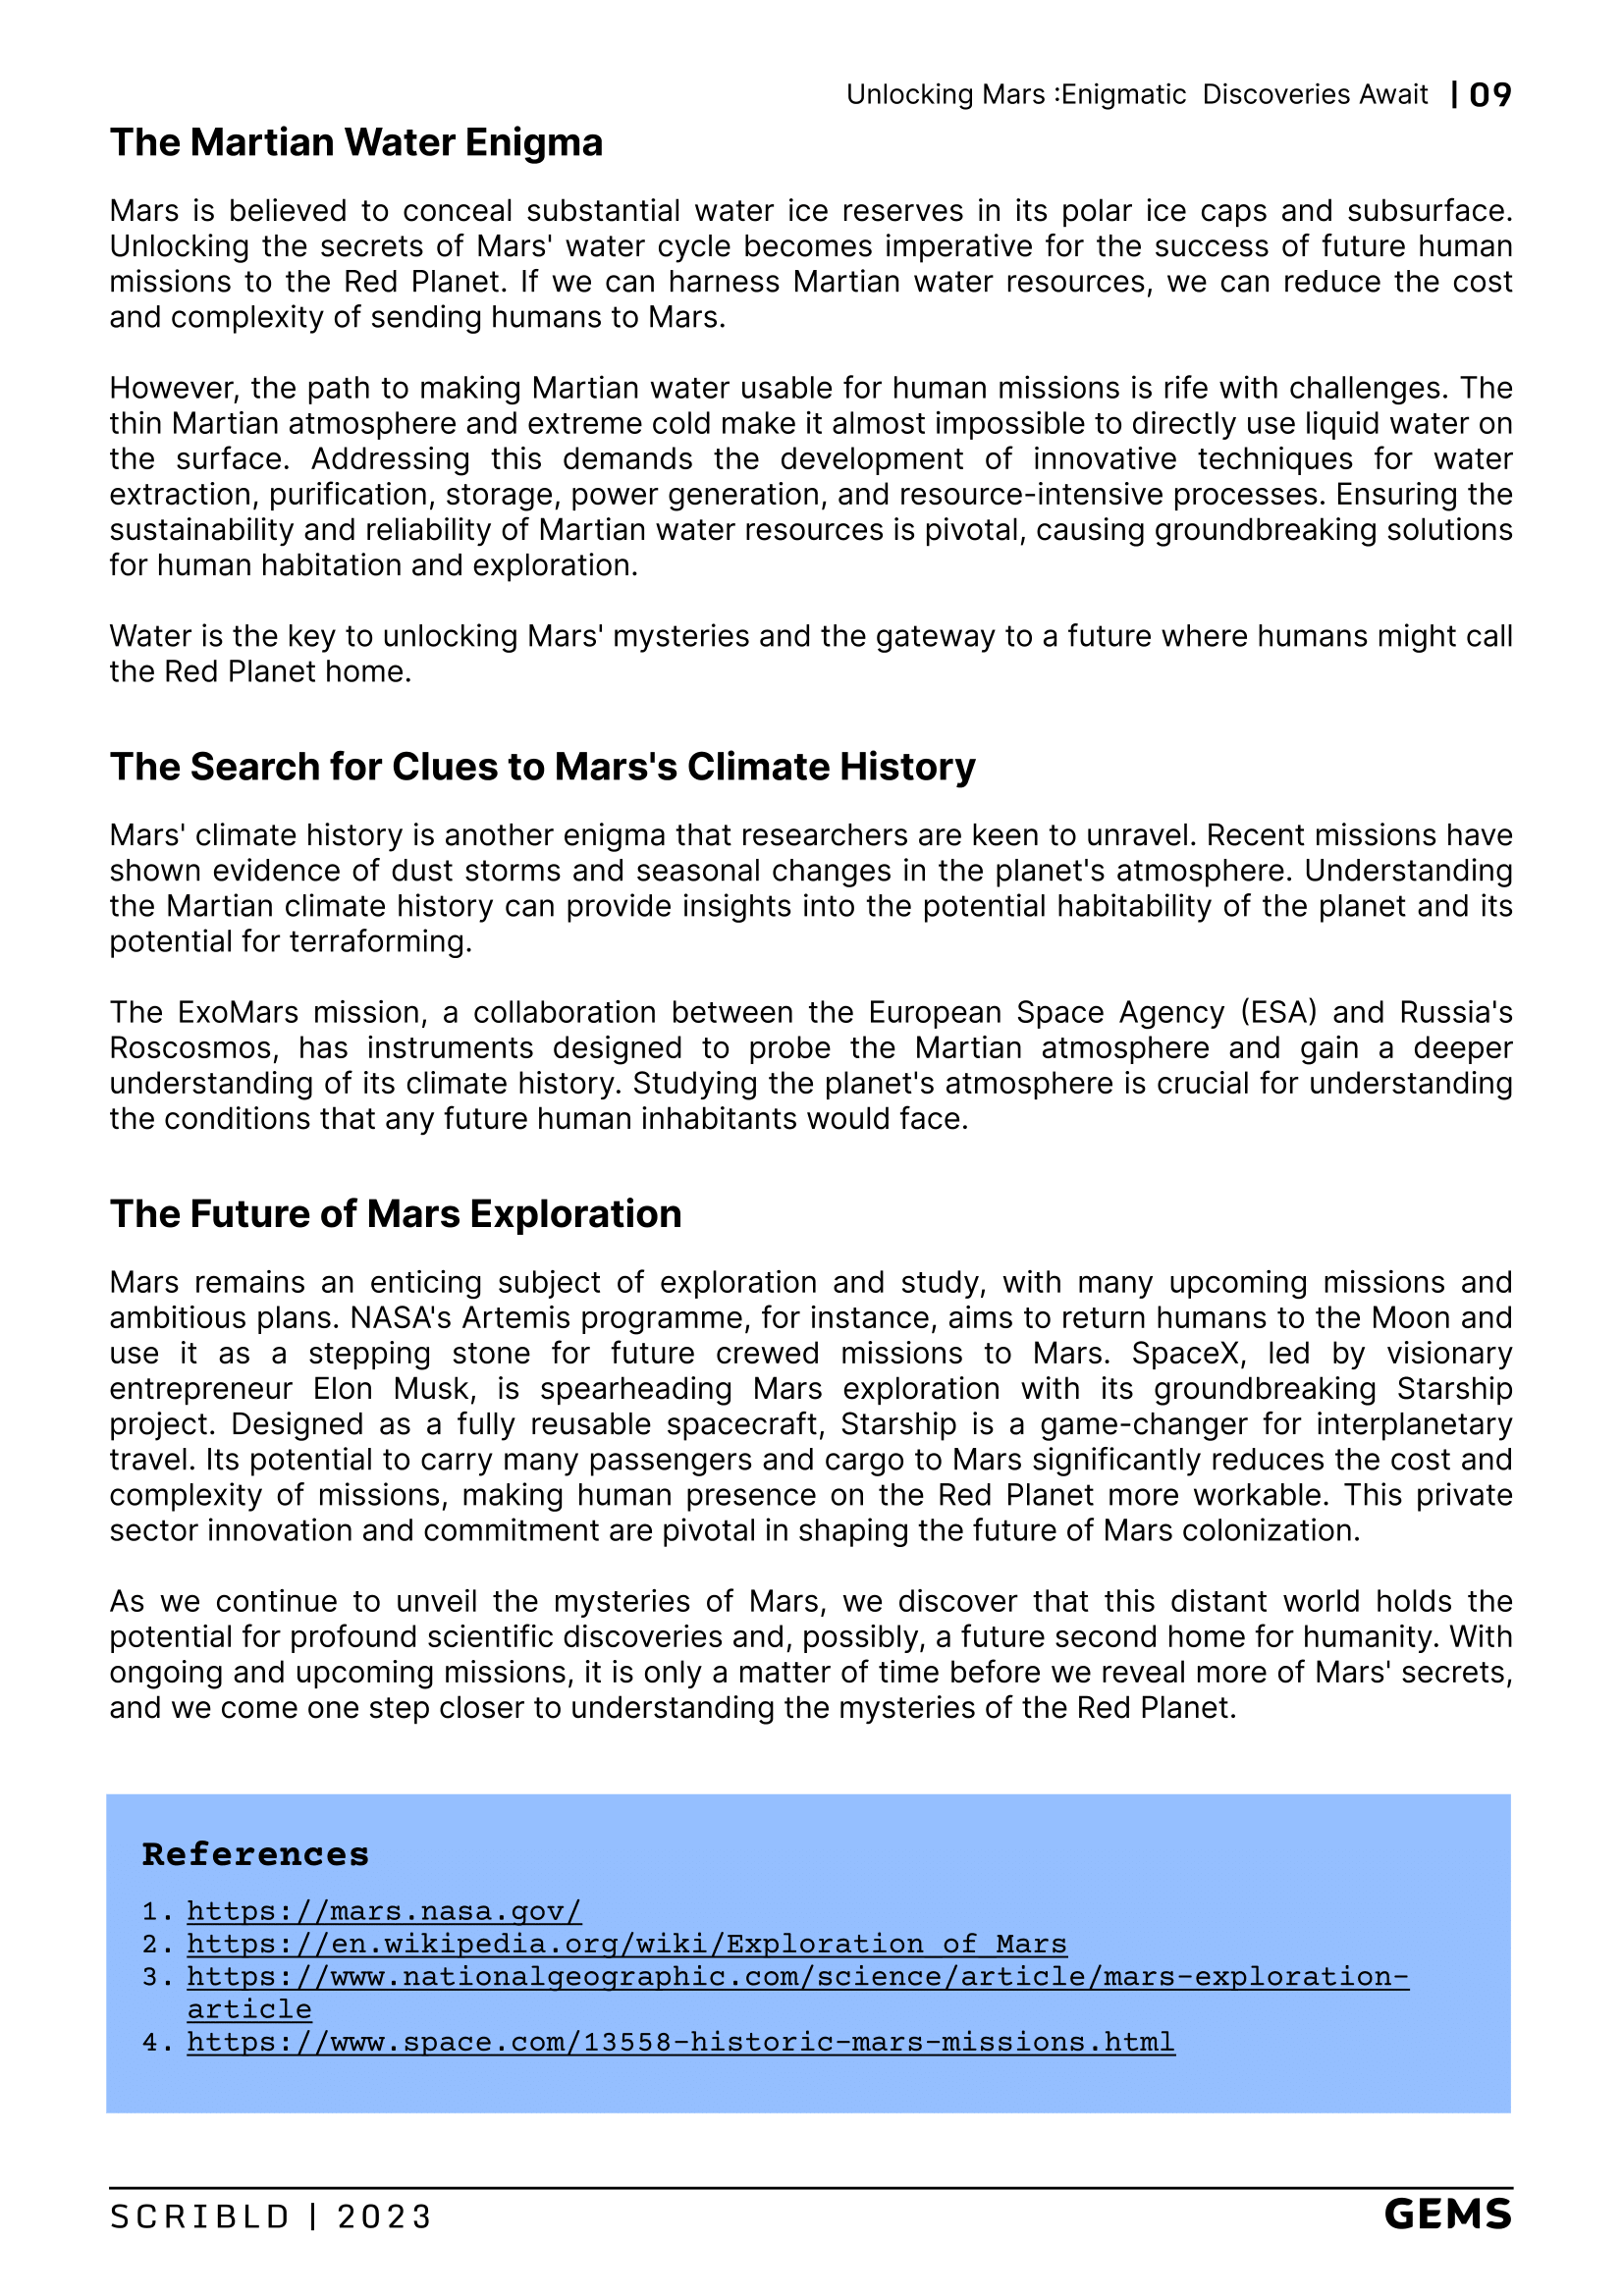 Unlocking Mars :Enigmatic  Discoveries Await | 09
The Martian Water Enigma
Mars is believed to conceal substantial water ice reserves in its polar ice caps and subsurface.
Unlocking the secrets of Mars' water cycle becomes imperative for the success of future human
missions to the Red Planet. If we can harness Martian water resources, we can reduce the cost
and complexity of sending humans to Mars.
However, the path to making Martian water usable for human missions is rife with challenges. The
thin Martian atmosphere and extreme cold make it almost impossible to directly use liquid water on
the surface. Addressing this demands the development of innovative techniques for water
extraction, purification, storage, power generation, and resource-intensive processes. Ensuring the
sustainability and reliability of Martian water resources is pivotal, causing groundbreaking solutions
for human habitation and exploration.
Water is the key to unlocking Mars' mysteries and the gateway to a future where humans might call
the Red Planet home.
The Search for Clues to Mars's Climate History
Mars' climate history is another enigma that researchers are keen to unravel. Recent missions have
shown evidence of dust storms and seasonal changes in the planet's atmosphere. Understanding
the Martian climate history can provide insights into the potential habitability of the planet and its
potential for terraforming.
The ExoMars mission, a collaboration between the European Space Agency (ESA) and Russia's
Roscosmos, has instruments designed to probe the Martian atmosphere and gain a deeper
understanding of its climate history. Studying the planet's atmosphere is crucial for understanding
the conditions that any future human inhabitants would face.
The Future of Mars Exploration
Mars remains an enticing subject of exploration and study, with many upcoming missions and
ambitious plans. NASA's Artemis programme, for instance, aims to return humans to the Moon and
use it as a stepping stone for future crewed missions to Mars. SpaceX, led by visionary
entrepreneur Elon Musk, is spearheading Mars exploration with its groundbreaking Starship
project. Designed as a fully reusable spacecraft, Starship is a game-changer for interplanetary
travel. Its potential to carry many passengers and cargo to Mars significantly reduces the cost and
complexity of missions, making human presence on the Red Planet more workable. This private
sector innovation and commitment are pivotal in shaping the future of Mars colonization.
As we continue to unveil the mysteries of Mars, we discover that this distant world holds the
potential for profound scientific discoveries and, possibly, a future second home for humanity. With
ongoing and upcoming missions, it is only a matter of time before we reveal more of Mars' secrets,
and we come one step closer to understanding the mysteries of the Red Planet.
References
1. https://mars.nasa.gov/
2. https://en.wikipedia.org/wiki/Exploration_of_Mars
3. https://www.nationalgeographic.com/science/article/mars-exploration-
article
4. https://www.space.com/13558-historic-mars-missions.html
SCRIBLD | 2023
GEMS